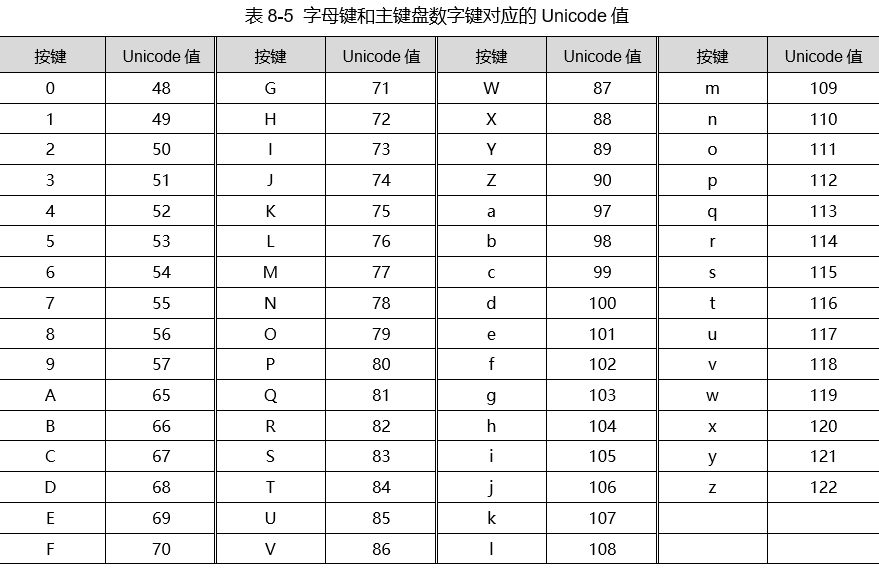 表 8-5 字母键和主键盘数字键对应的 Unicode 值
按键 Unicode 值 按键 Unicode 值 按键 Unicode 值 按键 Unicode 值
0 48 G 71 W 87 m 109
1 49 H 72 X 88 n 110
2 50 I 73 Y 89 o 111
3 51 J 74 Z 90 p 112
4 52 K 75 a 97 q 113
5 53 L 76 b 98 r 114
6 54 M 77 c 99 s 115
7 55 N 78 d 100 t 116
8 56 O 79 e 101 u 117
9 57 P 80 f 102 v 118
A 65 Q 81 g 103 w 119
B 66 R 82 h 104 x 120
C 67 S 83 i 105 y 121
D 68 T 84 j 106 z 122
E 69 U 85 k 107
F 70 V 86 l 108